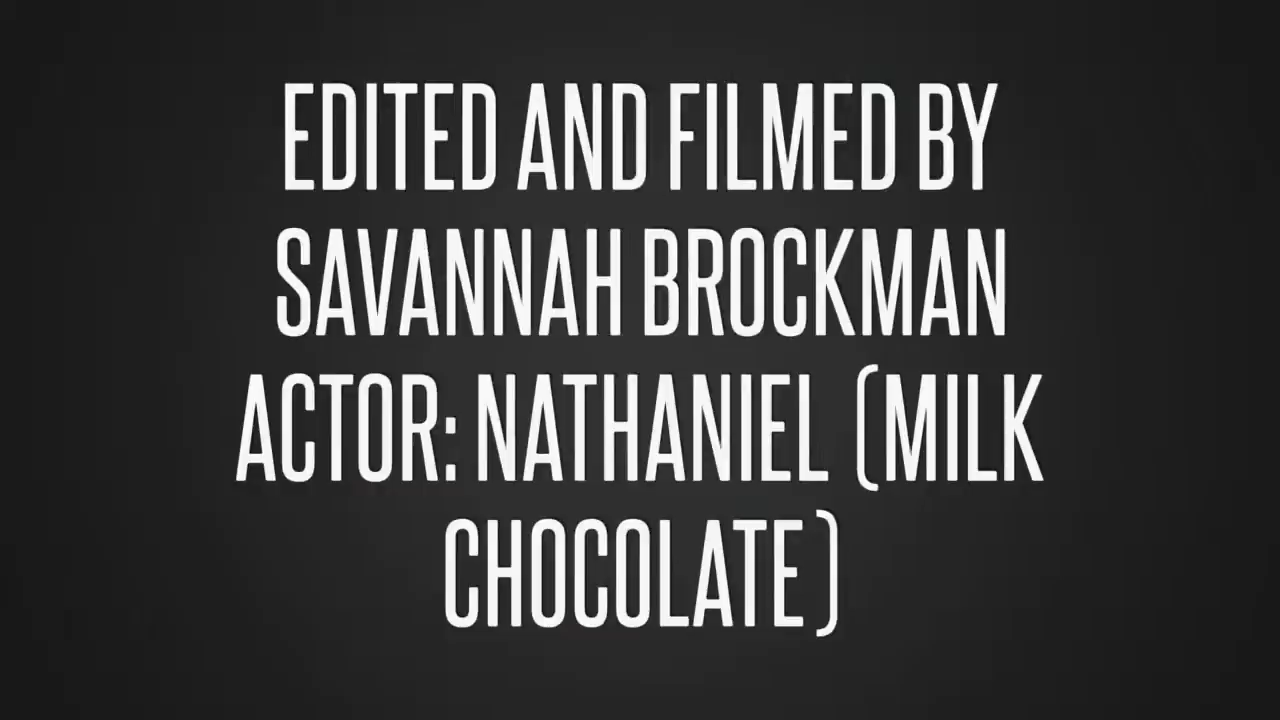 EDITED AND FILMED BY
SAVANNAH BROCKMAN
ACTOR: NATHANIEL (MILK
CHOCOLATE)